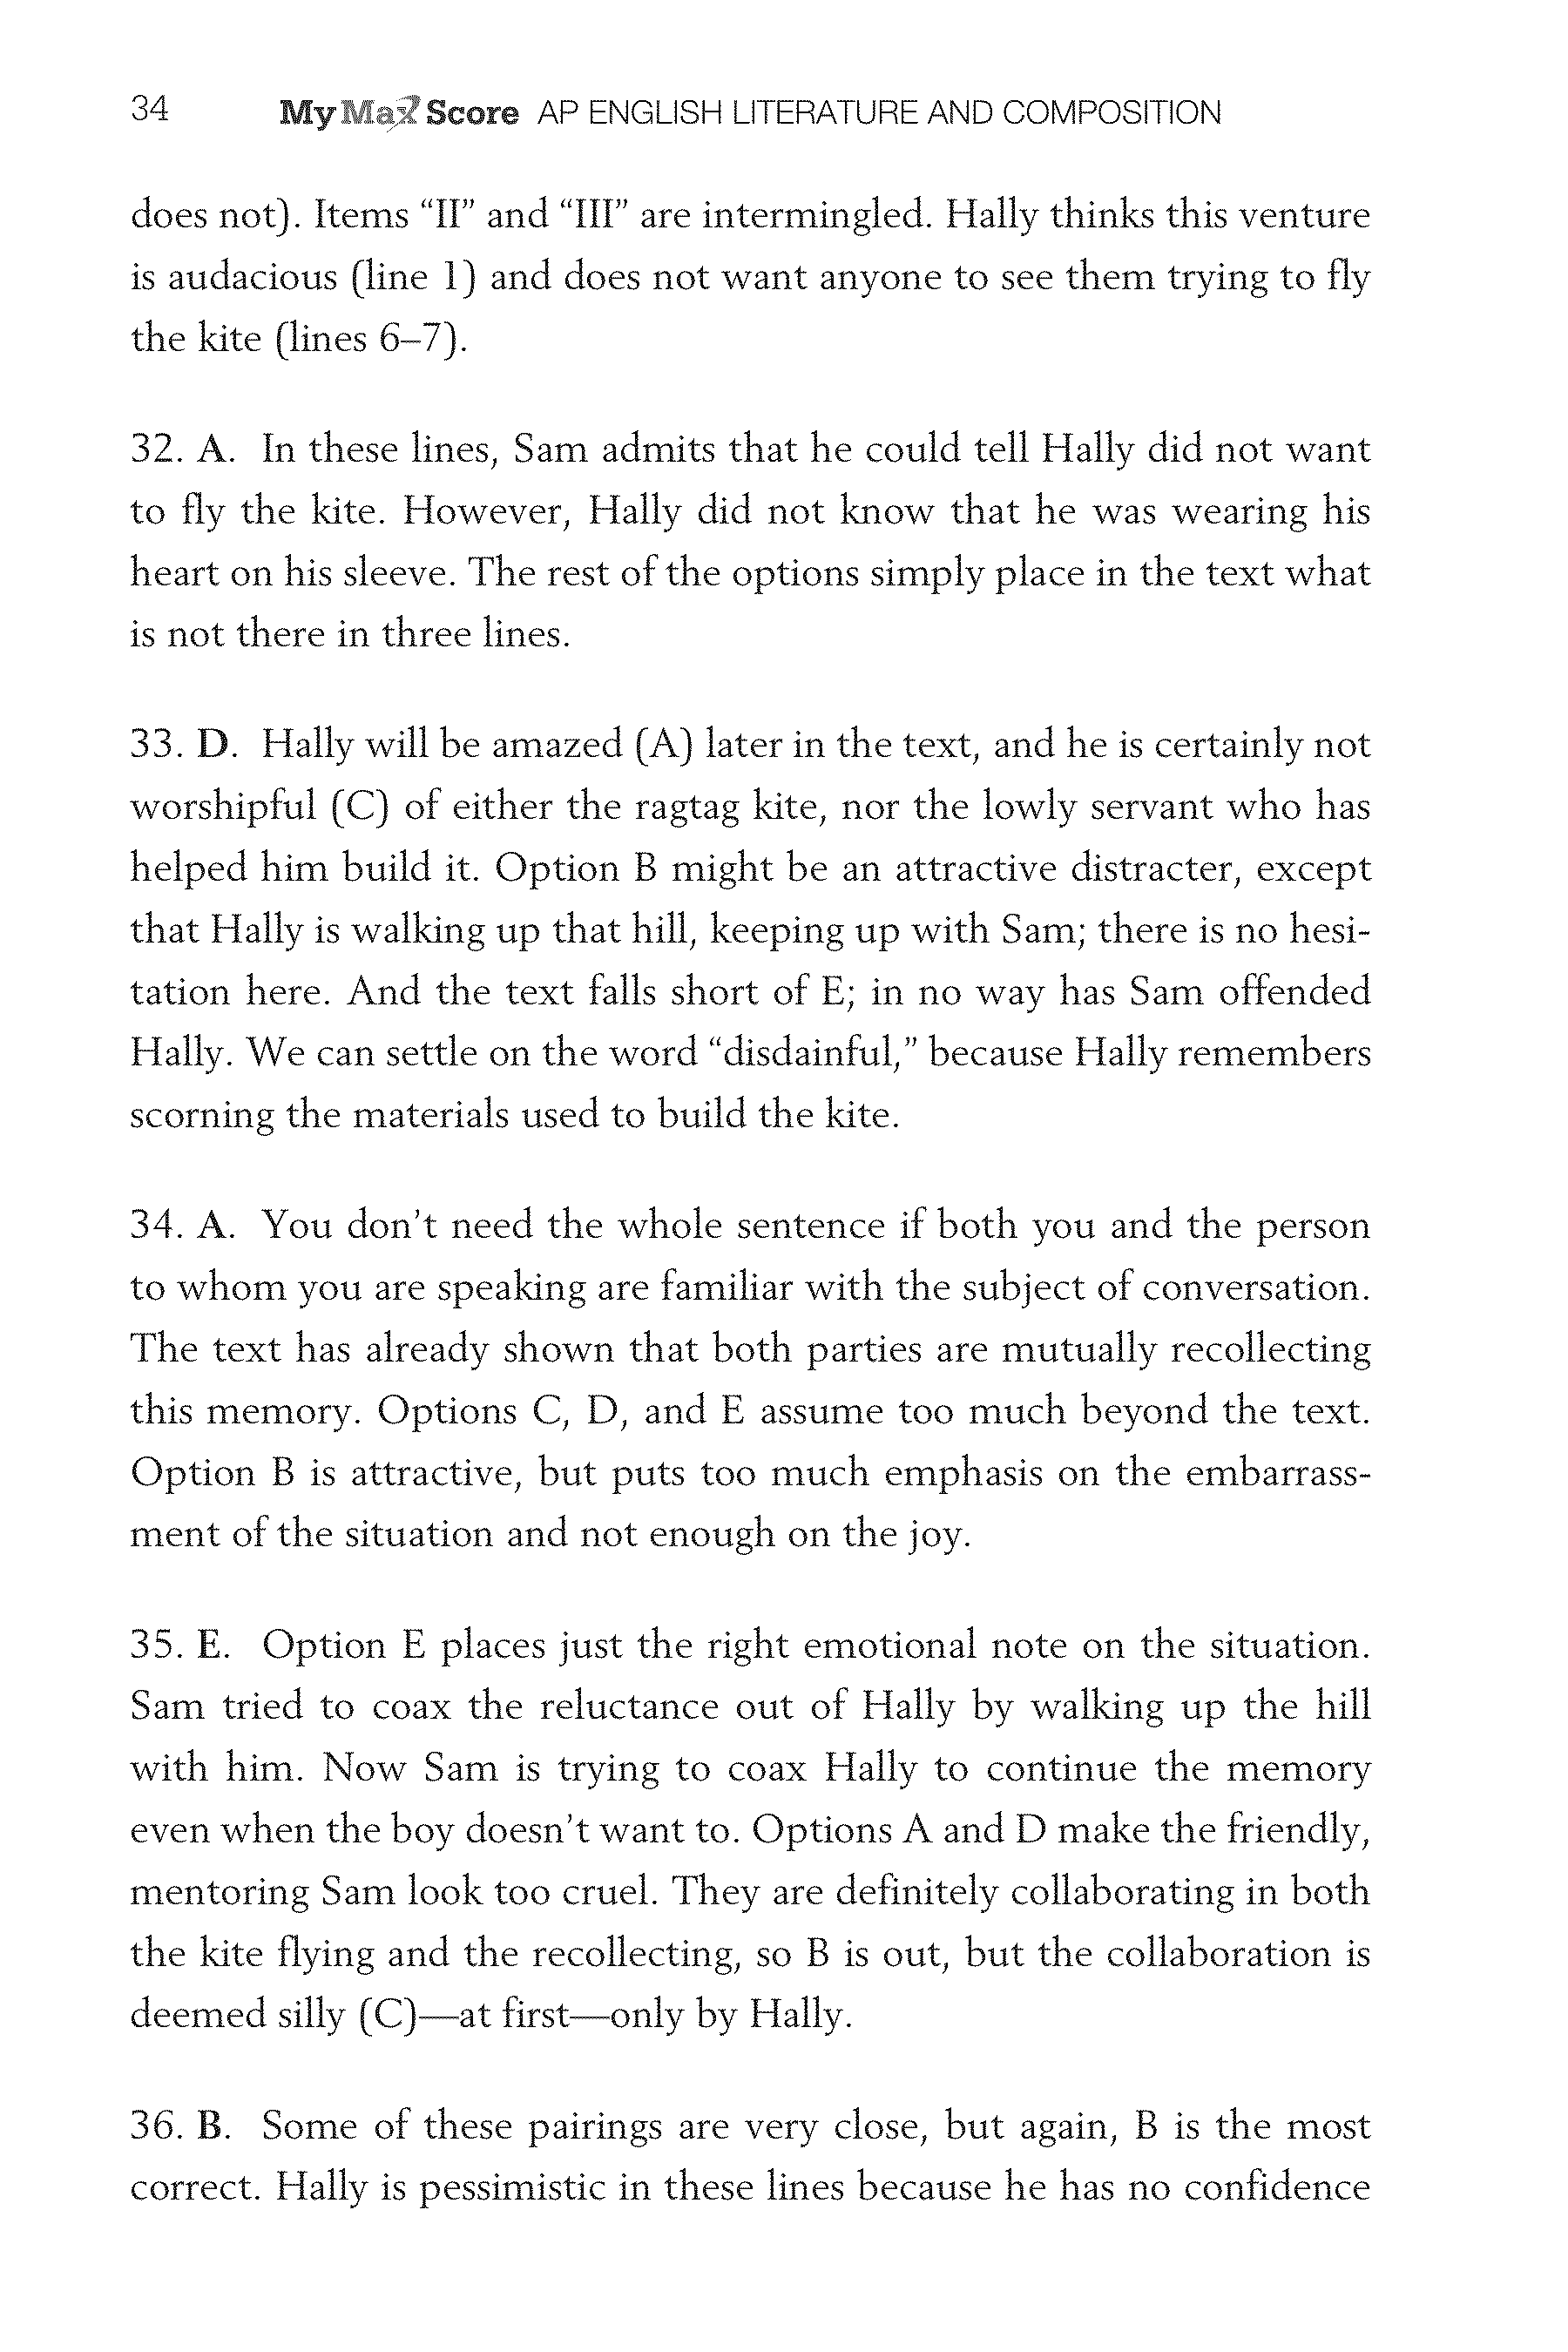 34 My Max Score AP ENGLISH LITERATURE AND COMPOSITION
does not). Items “II” and “III” are intermingled. Hally thinks this venture
is audacious (line 1) and does not want anyone to see them trying to fly
the kite (lines 6–7).
32. A. In these lines, Sam admits that he could tell Hally did not want
to fly the kite. However, Hally did not know that he was wearing his
heart on his sleeve. The rest of the options simply place in the text what
is not there in three lines.
33. D. Hally will be amazed (A) later in the text, and he is certainly not
worshipful (C) of either the ragtag kite, nor the lowly servant who has
helped him build it. Option B might be an attractive distracter, except
that Hally is walking up that hill, keeping up with Sam; there is no hesi-
tation here. And the text falls short of E; in no way has Sam offended
Hally. We can settle on the word “disdainful,” because Hally remembers
scorning the materials used to build the kite.
34. A. You don’t need the whole sentence if both you and the person
to whom you are speaking are familiar with the subject of conversation.
The text has already shown that both parties are mutually recollecting
this memory. Options C, D, and E assume too much beyond the text.
Option B is attractive, but puts too much emphasis on the embarrass-
ment of the situation and not enough on the joy.
35. E. Option E places just the right emotional note on the situation.
Sam tried to coax the reluctance out of Hally by walking up the hill
with him. Now Sam is trying to coax Hally to continue the memory
even when the boy doesn’t want to. Options A and D make the friendly,
mentoring Sam look too cruel. They are definitely collaborating in both
the kite flying and the recollecting, so B is out, but the collaboration is
deemed silly (C)—at first—only by Hally.
36. B. Some of these pairings are very close, but again, B is the most
correct. Hally is pessimistic in these lines because he has no confidence